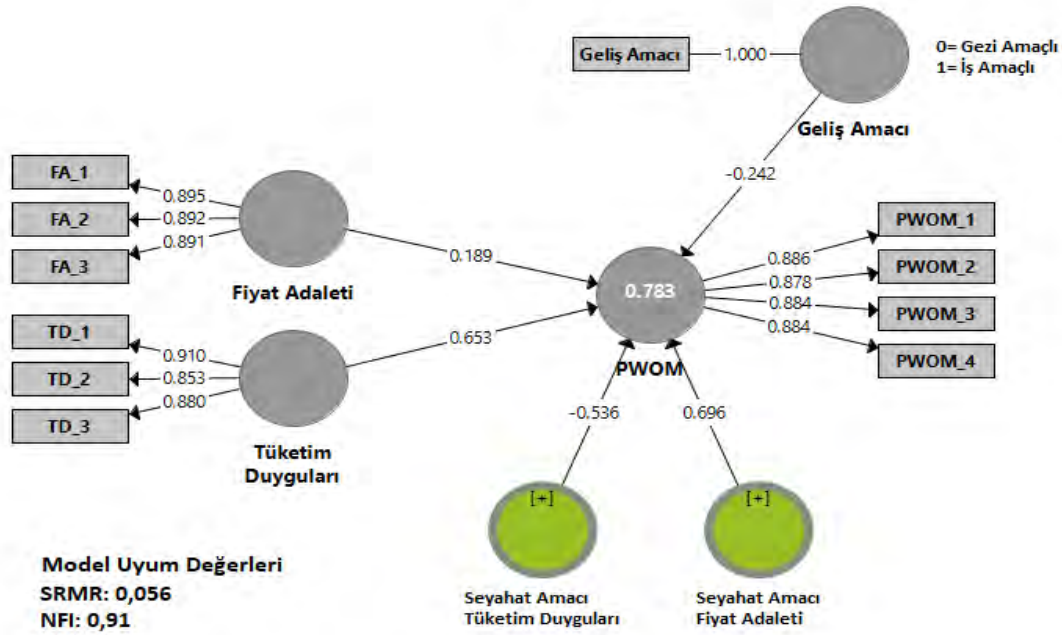 Geliş Amacı
1.000
0= Gezi Amaçlı
1= İş Amaçlı
Geliş Amacı
-0.242
FA_1
FA_2
FA_3
0.895
0.892
0.891
Fiyat Adaleti
0.189
TD_1
TD_2
TD_3
0.910
0.853
0.880
Tüketim
Duyguları
0.653
0.783
PWOM
0.886
0.878
0.884
0.884
PWOM_1
PWOM_2
PWOM_3
PWOM_4
-0.536
0.696
[+]
[+]
Seyahat Amacı
Tüketim Duyguları
Seyahat Amacı
Fiyat Adaleti
Model Uyum Değerleri
SRMR: 0,056
NFI: 0,91